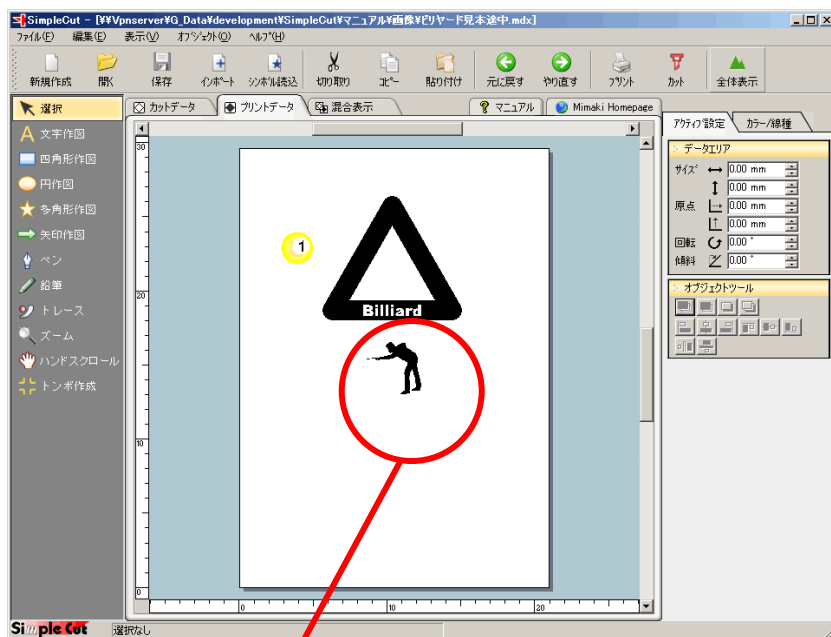 SimpleCut - [¥¥Vpnserver¥G_Data¥development¥SimpleCut¥マニュアル¥画像¥ビリヤード見本途中.mdx]
ファイル(F) 編集(E) 表示(V) オブジェクト(O) ヘルプ(H)
新規作成 開く 保存 インポート シンボル読込 切り取り コピー 貼り付け 元に戻す やり直す プリント カット 全体表示
選択
文字作図
四角形作図
円作図
多角形作図
矢印作図
ペン
鉛筆
トレース
ズーム
ハンドスクロール
トンボ作成
カットデータ プリントデータ 混合表示 マニュアル Mimaki Homepage
30
20
10
0
0 10 20
1
Billiard
アクティブ設定 カラー/線種
データエリア
サイズ 0.00 mm
0.00 mm
原点 0.00 mm
0.00 mm
回転 0.00 °
傾斜 0.00 °
オブジェクトツール
Simple Cut 選択なし